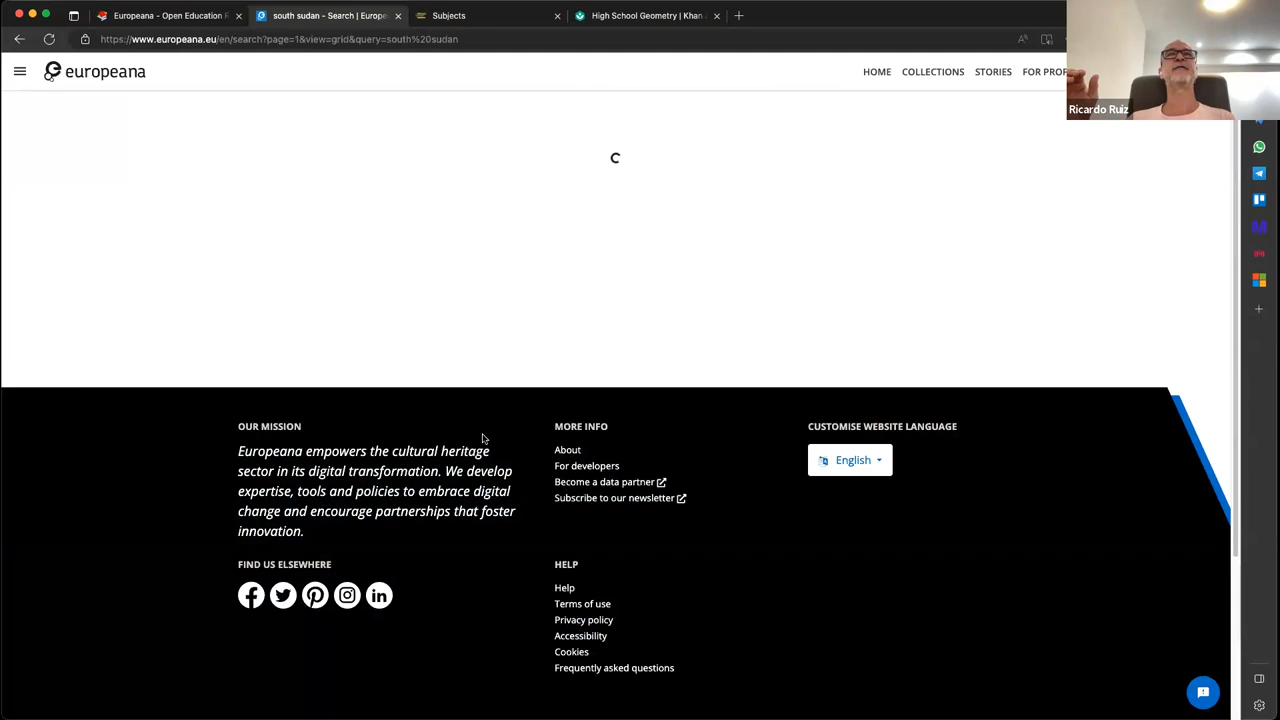 Europeana - Open Education R
south sudan - Search | Europe
Subjects
High School Geometry | Khan
https://www.europeana.eu/en/search?page=1&view=grid&query=south%20sudan
europeana
HOME COLLECTIONS STORIES FOR PROF
Ricardo Ruiz
OUR MISSION
Europeana empowers the cultural heritage
sector in its digital transformation. We develop
expertise, tools and policies to embrace digital
change and encourage partnerships that foster
innovation.
FIND US ELSEWHERE
MORE INFO
About
For developers
Become a data partner
Subscribe to our newsletter
HELP
Help
Terms of use
Privacy policy
Accessibility
Cookies
Frequently asked questions
CUSTOMISE WEBSITE LANGUAGE
English